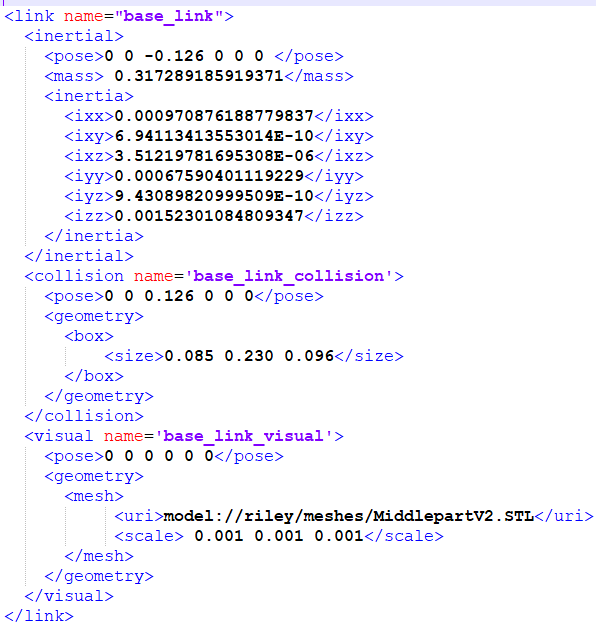 <link name="base_link">
<inertial>
<pose>0 0 -0.126 0 0 0 </pose>
<mass> 0.317289185919371</mass>
<inertia>
<ixx>0.000970876188779837</ixx>
<ixy>6.94113413553014E-10</ixy>
<ixz>3.51219781695308E-06</ixz>
<iyy>0.00067590401119229</iyy>
<iyz>9.43089820999509E-10</iyz>
<izz>0.00152301084809347</izz>
</inertia>
</inertial>
<collision name='base_link_collision'>
<pose>0 0 0.126 0 0 0</pose>
<geometry>
<box>
<size>0.085 0.230 0.096</size>
</box>
</geometry>
</collision>
<visual name='base_link_visual'>
<pose>0 0 0 0 0 0</pose>
<geometry>
<mesh>
<uri>model://riley/meshes/MiddlepartV2.STL</uri>
<scale> 0.001 0.001 0.001</scale>
</mesh>
</geometry>
</visual>
</link>